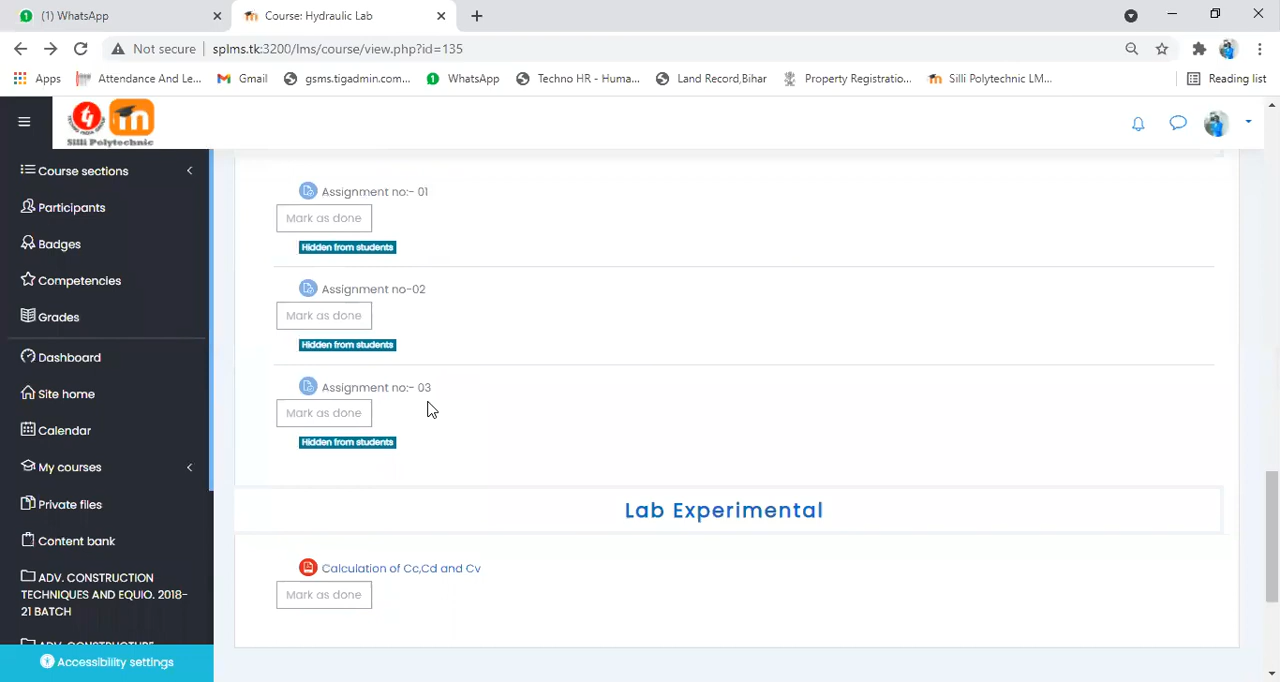 (1) WhatsApp
Course: Hydraulic Lab
Not secure
splms.tk:3200/lms/course/view.php?id=135
Apps
Attendance And Le...
Gmail
gsms.tigadmin.com...
WhatsApp
Techno HR - Huma...
Land Record,Bihar
Property Registratio...
Silli Polytechnic LM...
Reading list
Silli Polytechnic
Course sections
Participants
Badges
Competencies
Grades
Dashboard
Site home
Calendar
My courses
Private files
Content bank
ADV. CONSTRUCTION
TECHNIQUES AND EQUIO. 2018-
21 BATCH
ADV. CONSTRUCTURE
Accessibility settings
Assignment no:- 01
Mark as done
Hidden from students
Assignment no-02
Mark as done
Hidden from students
Assignment no:- 03
Mark as done
Hidden from students
Lab Experimental
Calculation of Cc,Cd and Cv
Mark as done